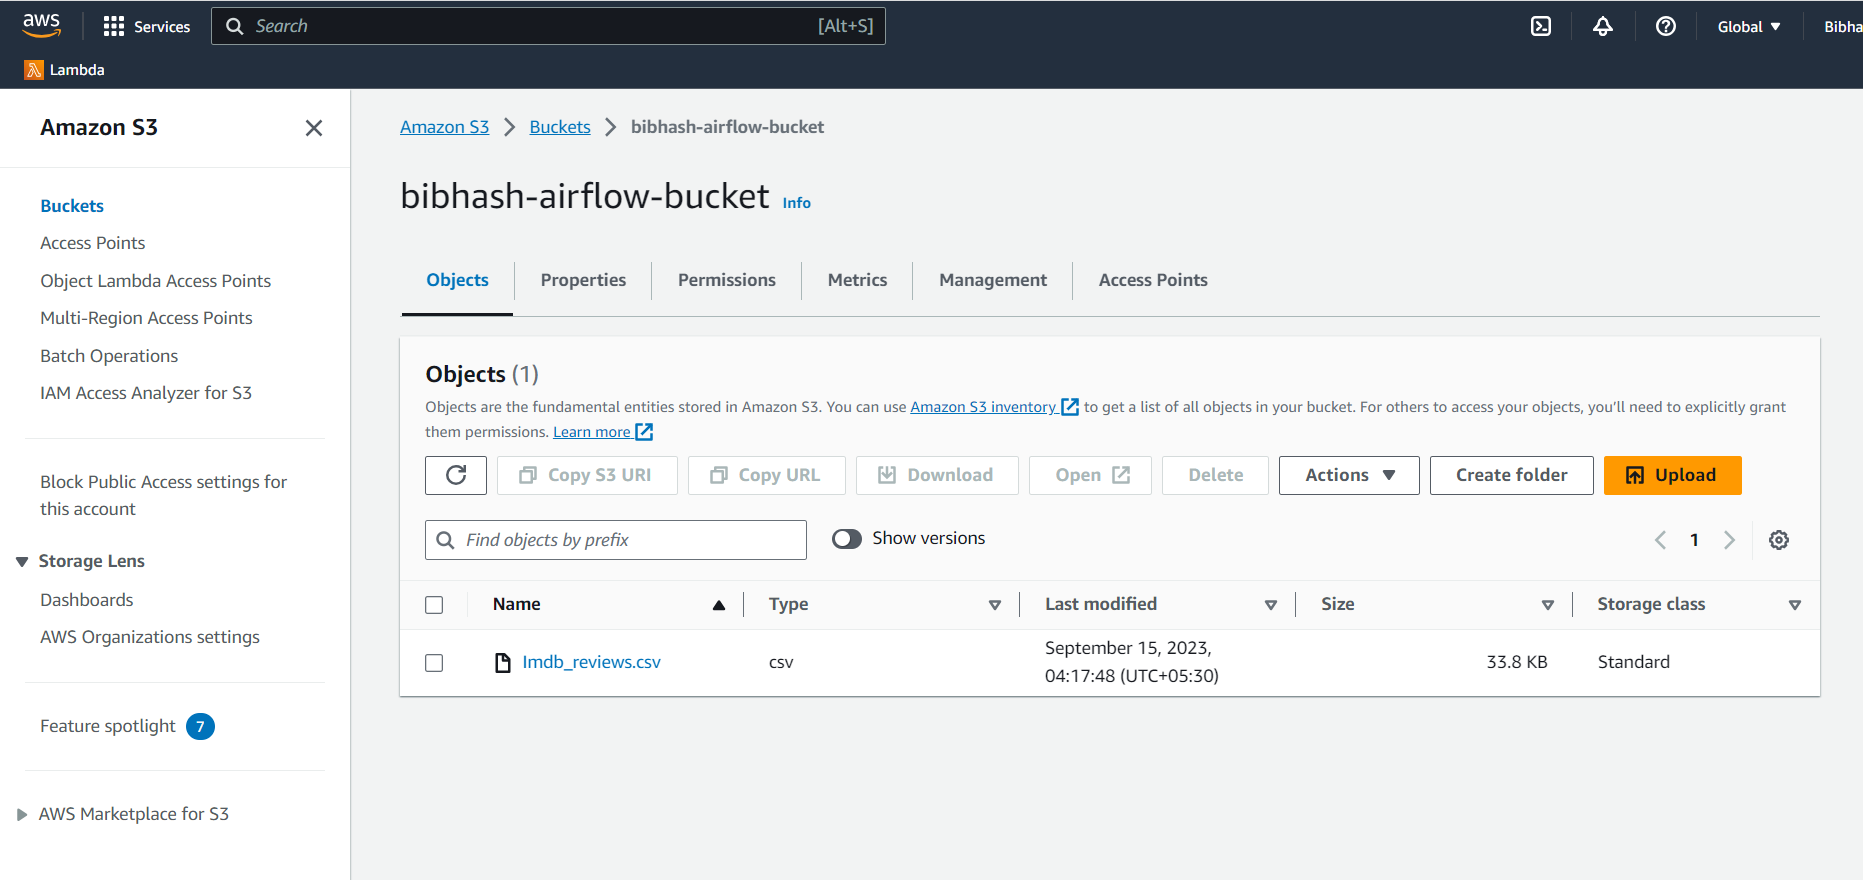 aws Services Search [Alt+S] Global Bibha
Lambda
Amazon S3
Buckets
Access Points
Object Lambda Access Points
Multi-Region Access Points
Batch Operations
IAM Access Analyzer for S3
Block Public Access settings for
this account
Storage Lens
Dashboards
AWS Organizations settings
Feature spotlight 7
AWS Marketplace for S3
Amazon S3 Buckets bibhash-airflow-bucket
bibhash-airflow-bucket Info
Objects Properties Permissions Metrics Management Access Points
Objects (1)
Objects are the fundamental entities stored in Amazon S3. You can use Amazon S3 inventory to get a list of all objects in your bucket. For others to access your objects, you'll need to explicitly grant
them permissions. Learn more
Copy S3 URI Copy URL Download Open Delete Actions Create folder Upload
Find objects by prefix Show versions 1
Name Type Last modified Size Storage class
Imdb_reviews.csv csv September 15, 2023, 33.8 KB Standard
04:17:48 (UTC+05:30)